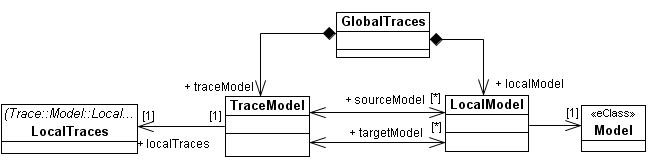 GlobalTraces
+ traceModel
+ localModel
(Trace::Model::Local...
LocalTraces
[1]
[1]
+ localTraces
TraceModel
+ sourceModel
[*]
+ targetModel
[*]
LocalModel
[1]
«eClass»
Model